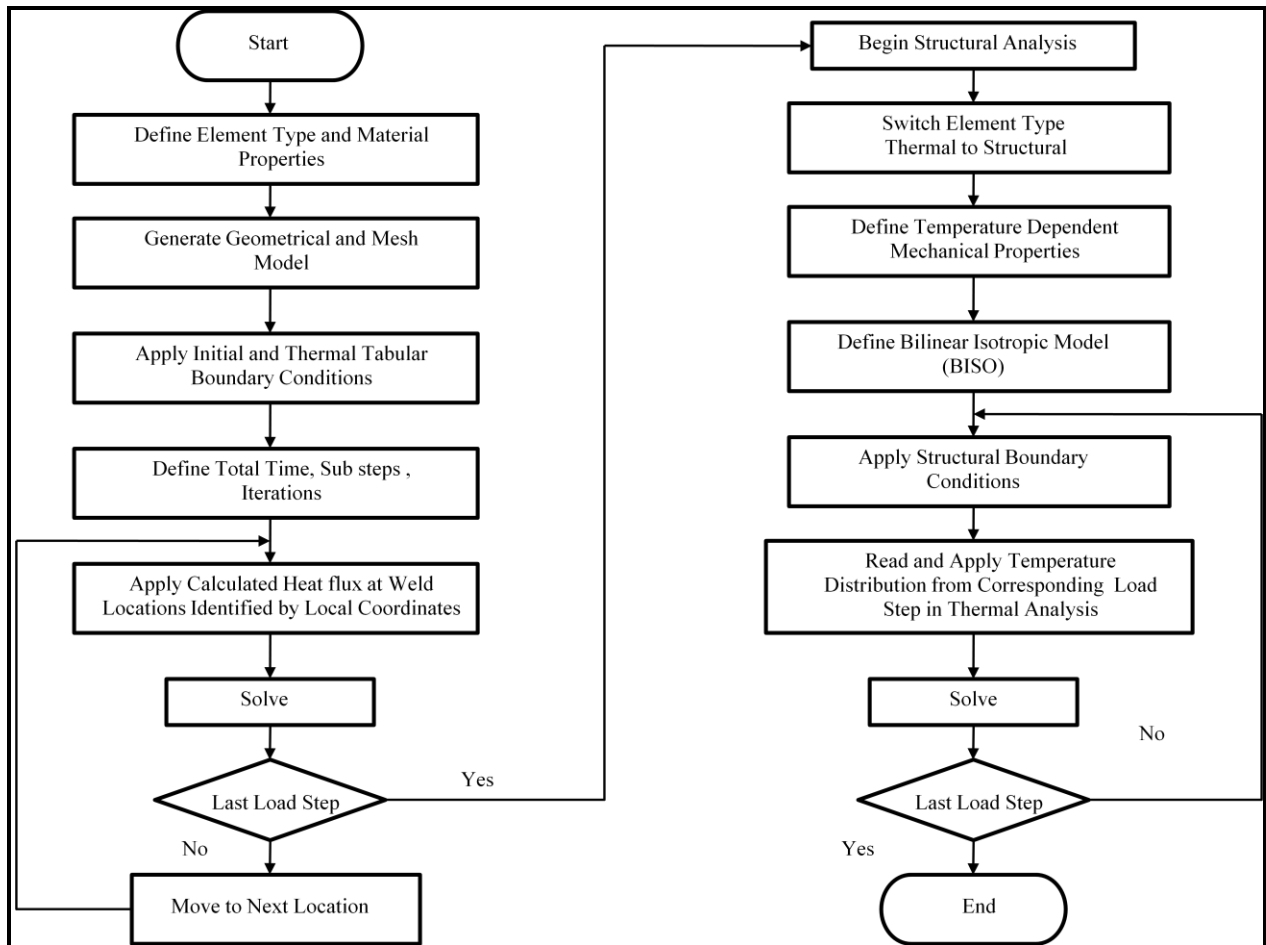 Start
Define Element Type and Material
Properties
Generate Geometrical and Mesh
Model
Apply Initial and Thermal Tabular
Boundary Conditions
Define Total Time, Sub steps ,
Iterations
Apply Calculated Heat flux at Weld
Locations Identified by Local Coordinates
Solve
Last Load Step
Yes
No
Move to Next Location
Begin Structural Analysis
Switch Element Type
Thermal to Structural
Define Temperature Dependent
Mechanical Properties
Define Bilinear Isotropic Model
(BISO)
Apply Structural Boundary
Conditions
Read and Apply Temperature
Distribution from Corresponding Load
Step in Thermal Analysis
Solve
No
Last Load Step
Yes
End